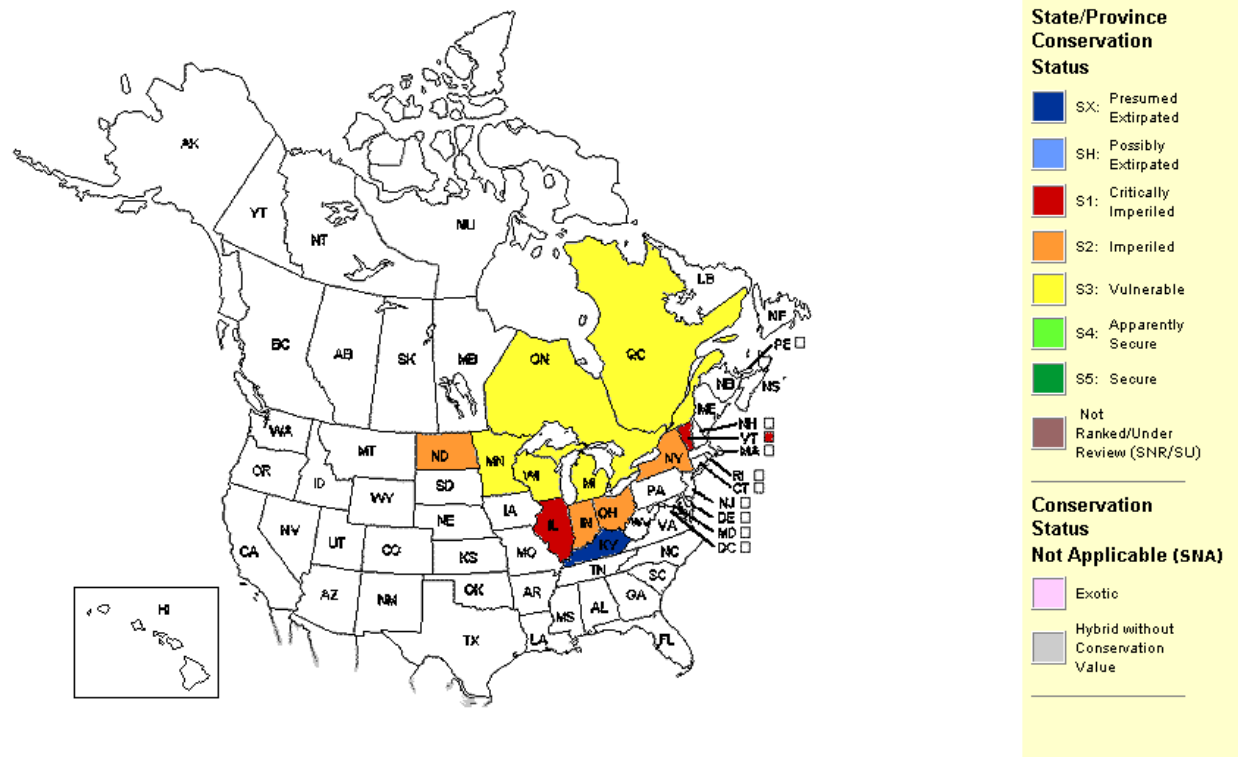 AK
YT
NT
NU
LB
NF
BC
AB
SK
MB
ON
QC
PE
NB
NS
ME
NH
VT
MA
WA
MT
ND
MN
WI
MI
NY
OR
ID
SD
WY
IA
PA
RI
CT
NJ
NE
IL
IN
OH
WV
VA
DE
MD
DC
NV
UT
CO
CA
KS
MO
KY
NC
TN
SC
AZ
NM
OK
AR
MS
AL
GA
HI
TX
LA
FL
State/Province
Conservation
Status
SX: Presumed
Extirpated
SH: Possibly
Extirpated
S1: Critically
Imperiled
S2: Imperiled
S3: Vulnerable
S4: Apparently
Secure
S5: Secure
Not
Ranked/Under
Review (SNR/SU)
Conservation
Status
Not Applicable (SNA)
Exotic
Hybrid without
Conservation
Value